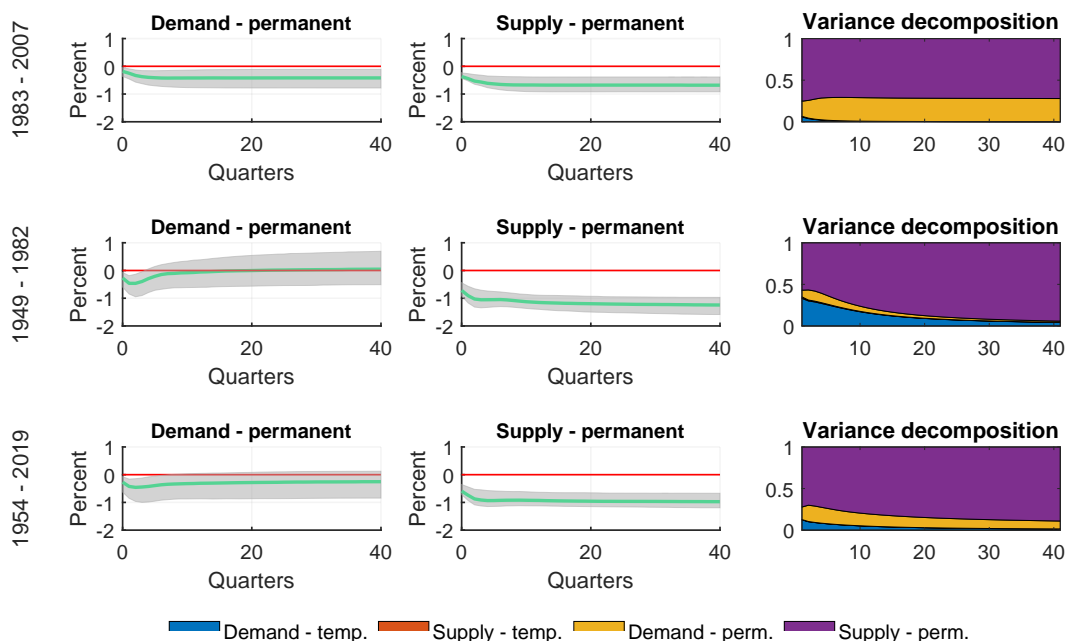 Demand - permanent
Supply - permanent
Variance decomposition
1983 - 2007
Percent
1
0
-1
-2
0
20
40
Quarters
Percent
1
0
-1
-2
0
20
40
Quarters
1
0.5
0
10
20
30
40
Demand - permanent
Supply - permanent
Variance decomposition
1949 - 1982
Percent
1
0
-1
-2
0
20
40
Quarters
Percent
1
0
-1
-2
0
20
40
Quarters
1
0.5
0
10
20
30
40
Demand - permanent
Supply - permanent
Variance decomposition
1954 - 2019
Percent
1
0
-1
-2
0
20
40
Quarters
Percent
1
0
-1
-2
0
20
40
Quarters
1
0.5
0
10
20
30
40
Demand - temp. Supply - temp. Demand - perm. Supply - perm.